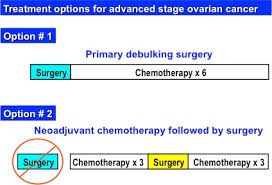 Treatment options for advanced stage ovarian cancer
Option # 1
Primary debulking surgery
Surgery Chemotherapy x 6
Option # 2
Neoadjuvant chemotherapy followed by surgery
Surgery Chemotherapy x 3 Surgery Chemotherapy x 3